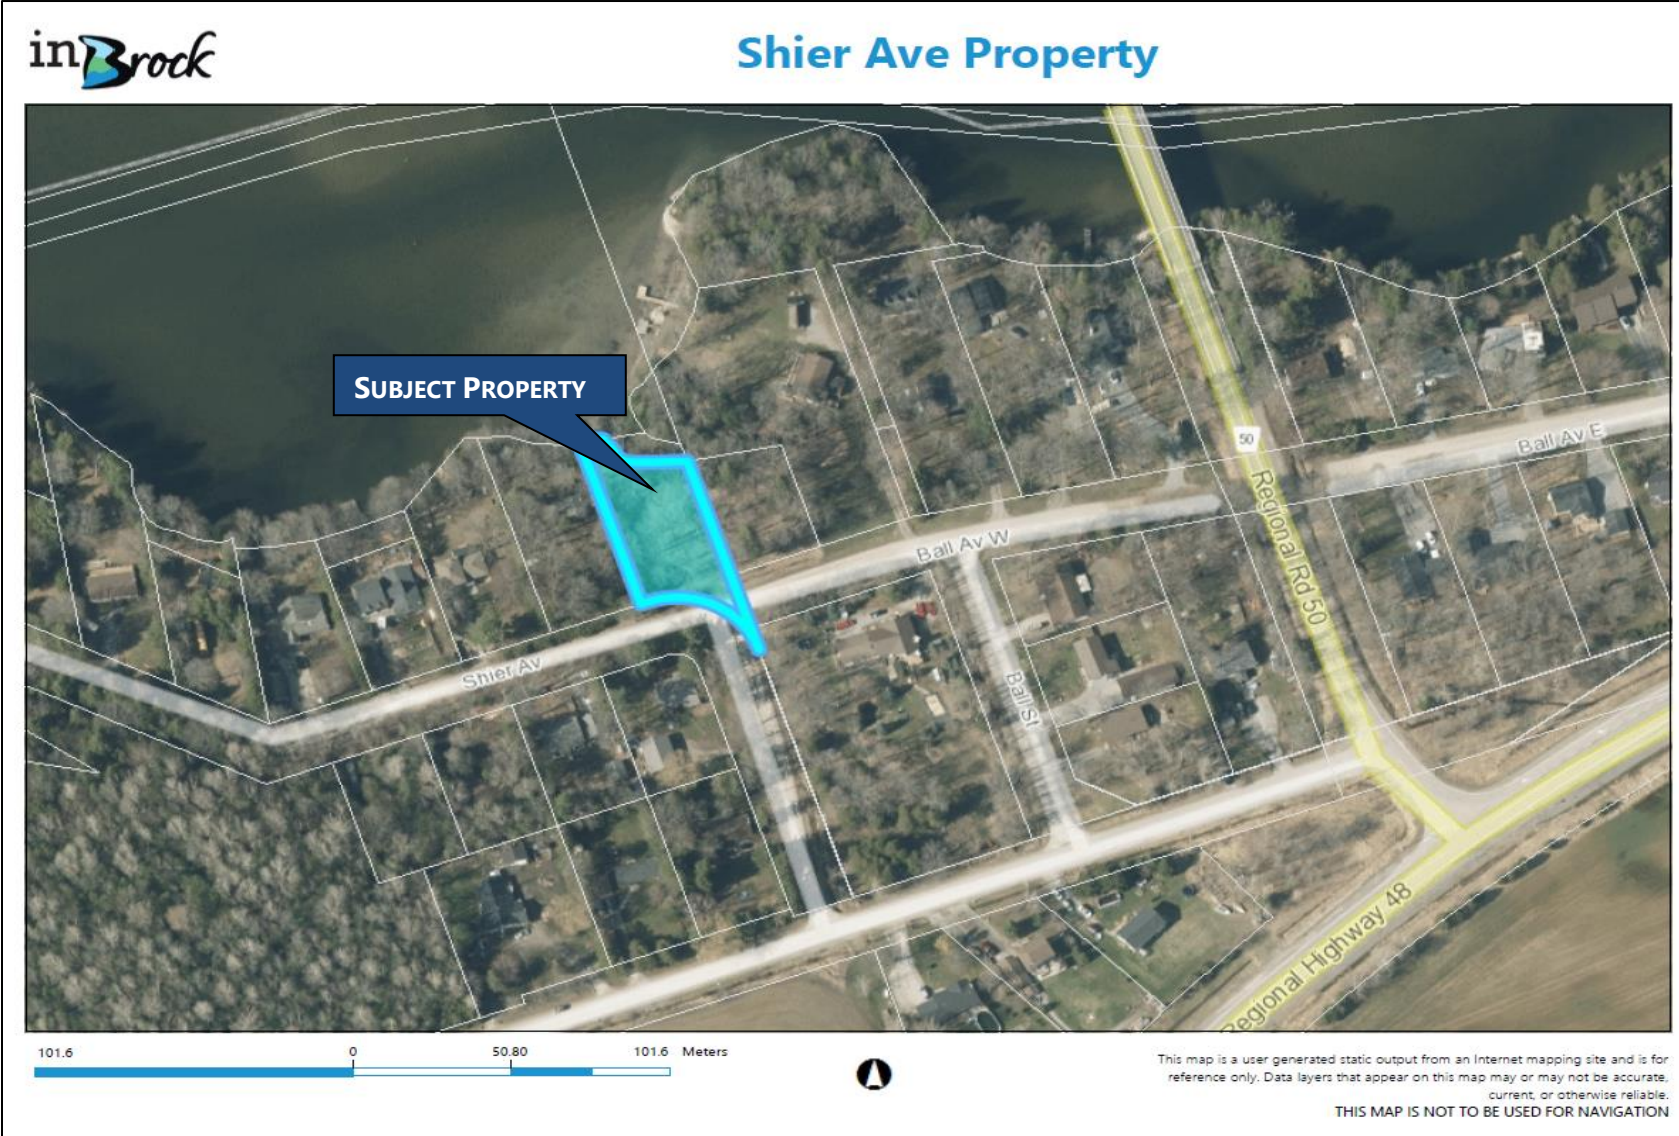 inBrock
Shier Ave Property
SUBJECT PROPERTY
50
Ball Av E
Regional Rd 50
Ball Av W
Shier Av
Ball St
Regional Highway 48
101.6 0 50.80 101.6 Meters
This map is a user generated static output from an Internet mapping site and is for
reference only. Data layers that appear on this map may or may not be accurate,
current, or otherwise reliable.
THIS MAP IS NOT TO BE USED FOR NAVIGATION